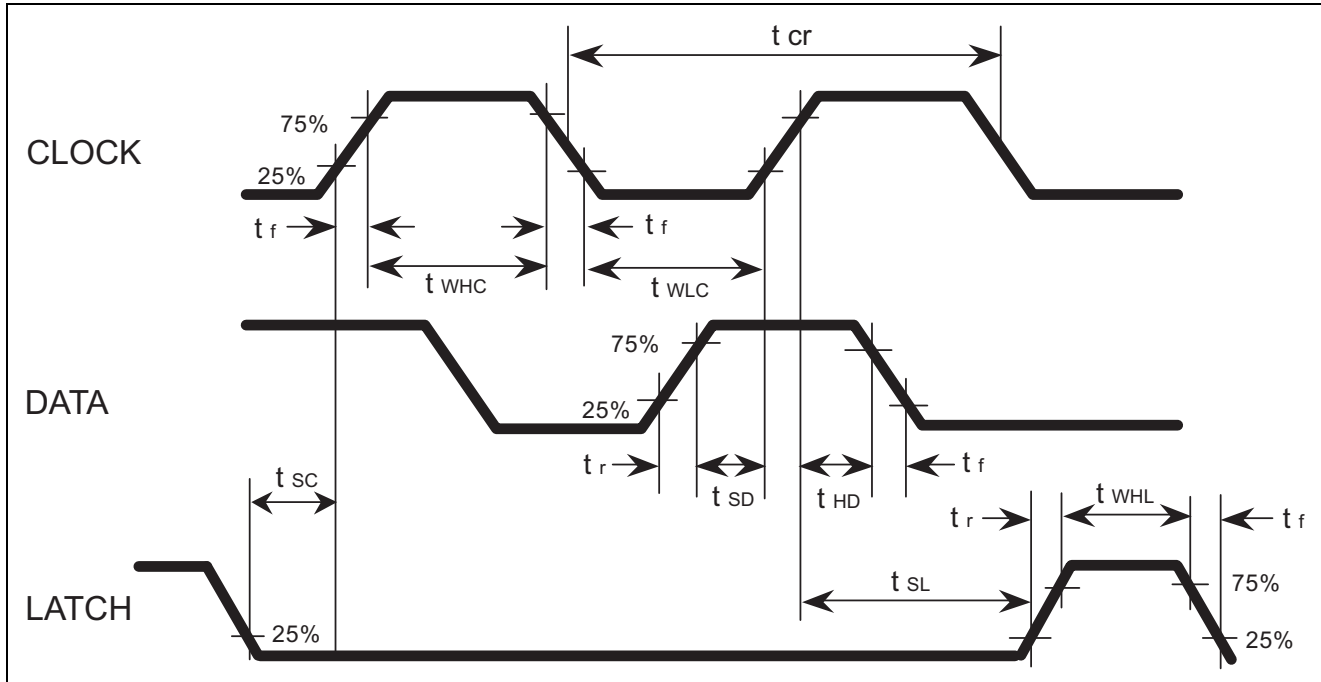 t cr
75%
CLOCK
25%
t f
t f
t WHC
t WLC
75%
DATA
25%
t r
t f
t SC
t SD
t HD
t WHL
t r
t f
t SL
75%
LATCH
25%
25%